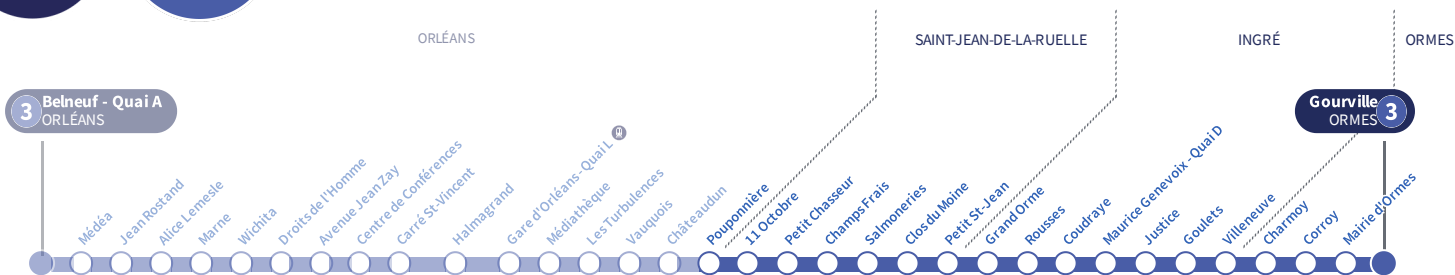 ORLÉANS
SAINT-JEAN-DE-LA-RUELLE
INGRÉ
ORMES
3
Belneuf - Quai A
ORLÉANS
Gourville
ORMES
3
Médéa
Jean Rostand
Alice Lemesle
Marne
Wichita
Droits de l'Homme
Avenue Jean Zay
Centre de Conférences
Carré St-Vincent
Halmagrand
Gare d'Orléans - Quai L
Médiathèque
Les Turbulences
Vauquois
Châteaudun
Pouponnière
11 Octobre
Petit Chasseur
Champs Frais
Salmoneries
Clos du Moine
Petit St-Jean
Grand Orme
Rousses
Coudraye
Maurice Genevoix - Quai D
Justice
Goulets
Villeneuve
Charmoy
Corroy
Mairie d'Ormes